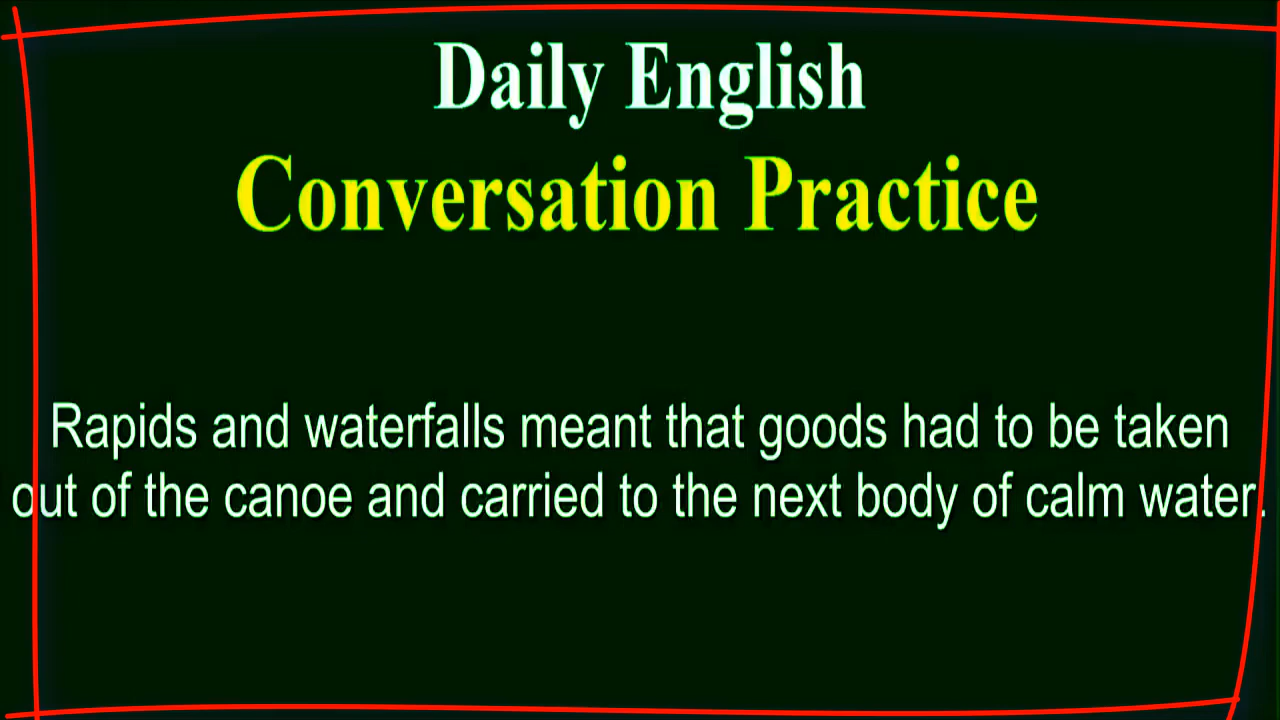 Daily English
Conversation Practice
Rapids and waterfalls meant that goods had to be taken
out of the canoe and carried to the next body of calm water.